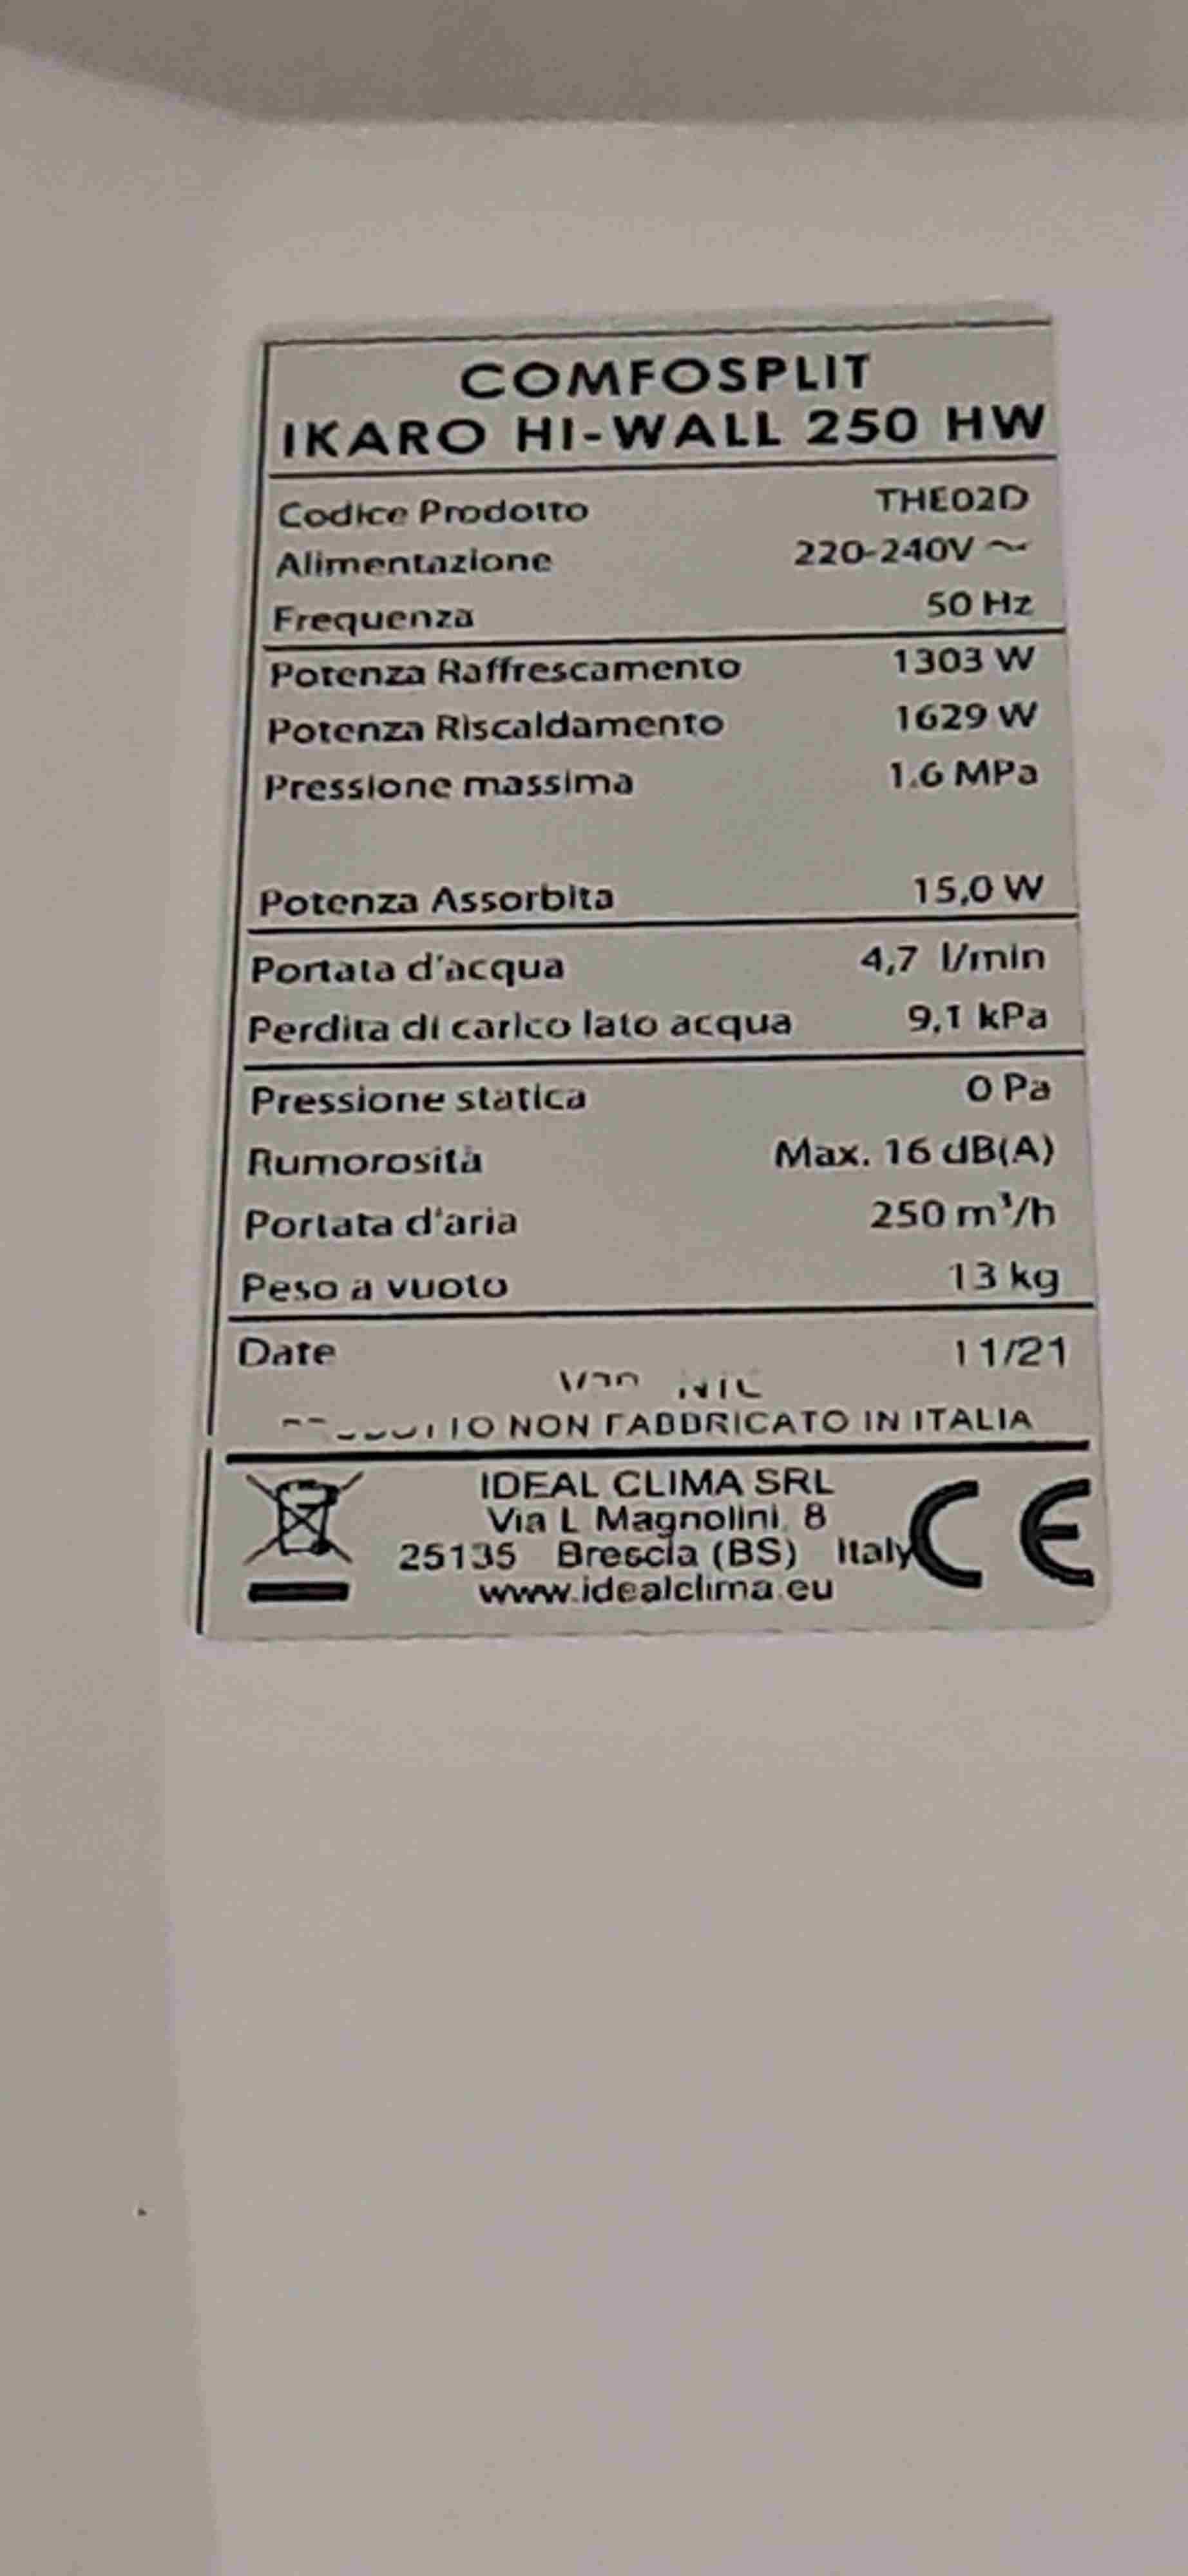 COMFOSPLIT
IKARO HI-WALL 250 HW
Codice Prodotto THE02D
Alimentazione 220-240V ~
Frequenza 50 Hz
Potenza Raffrescamento 1303 W
Potenza Riscaldamento 1629 W
Pressione massima 1.6 MPa
Potenza Assorbita 15,0 W
Portata d'acqua 4,7 l/min
Perdita di carico lato acqua 9,1 kPa
Pressione statica 0 Pa
Rumorosità Max. 16 dB(A)
Portata d'aria 250 m³/h
Peso a vuoto 13 kg
Date 11/21
NON FABBRICATO IN ITALIA
IDEAL CLIMA SRL
Via L Magnolini, 8
25135 Brescia (BS) Italy
www.idealclima.eu
CE